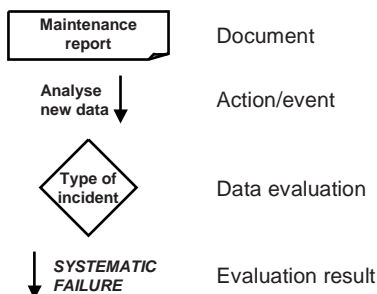 Maintenance
report
Document
Analyse
new data
Action/event
Type of
incident
Data evaluation
SYSTEMATIC
FAILURE
Evaluation result